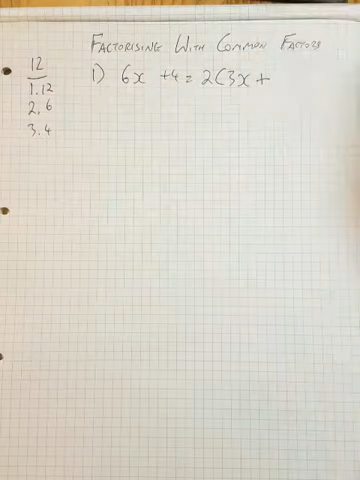 FACTORISING WITH COMMON FACTORS
12
1.12
2,6
3.4
1) 6x +4 = 2(3x +